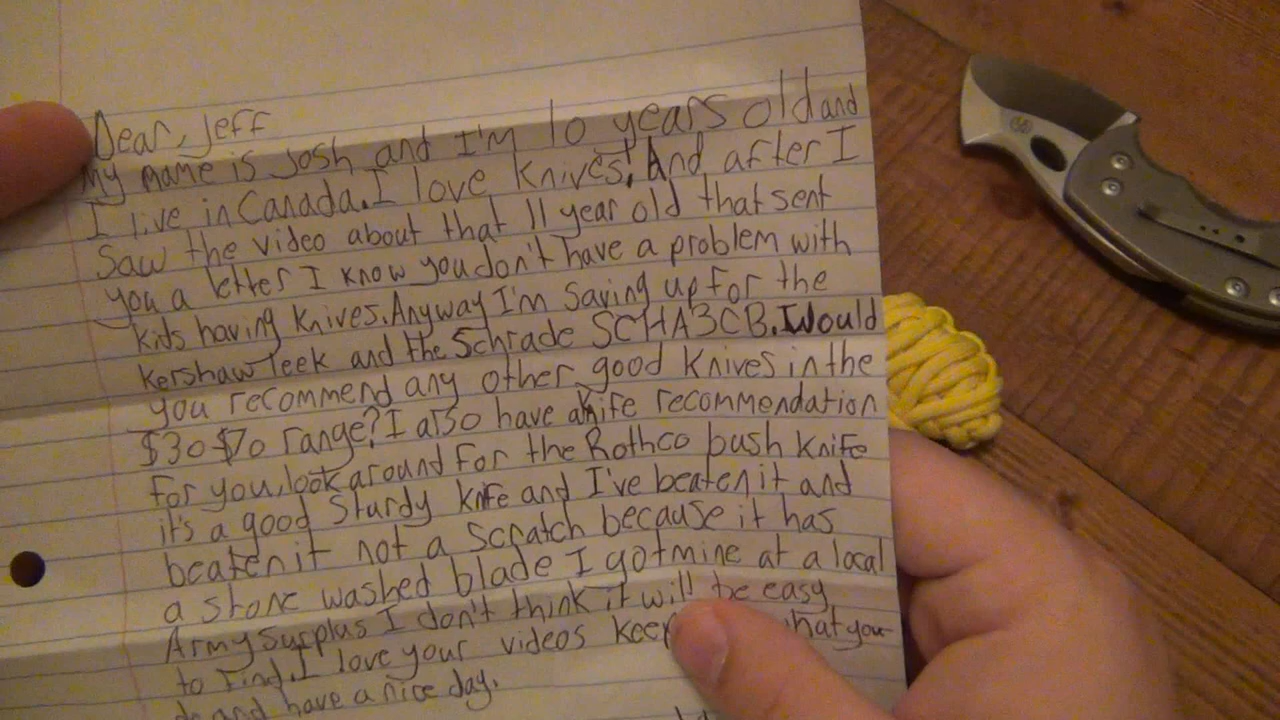 Dear, Jeff
My name is Josh and I'm 10 years old and
I live in Canada. I love knives! And after I
Saw the video about that 11 year old that sent
you a letter I know you don't have a problem with
kids having knives. Anyway I'm Saving up for the
kershaw leek and the Schrade SCHA3CB. Would
you recommend any other good knives in the
$30 $70 range? I also have a knife recommendation
for you, look around for the Rothco bush knife
it's a good sturdy knife and I've beaten it and
beaten it not a scratch because it has
a stone washed blade I got mine at a local
Army Surplus I don't think it will be easy
to find. I love your videos keep what you
do and have a nice day.